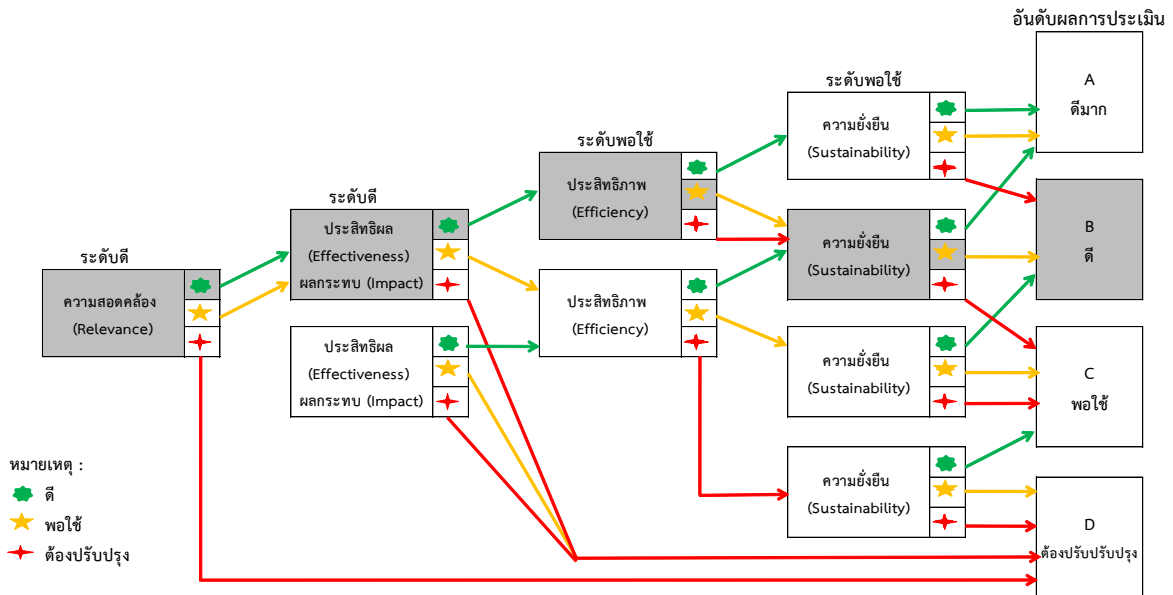 อันดับผลการประเมิน
ระดับดี
ความสอดคล้อง
(Relevance)
ระดับดี
ประสิทธิผล
(Effectiveness)
ผลกระทบ (Impact)
ประสิทธิผล
(Effectiveness)
ผลกระทบ (Impact)
ระดับพอใช้
ประสิทธิภาพ
(Efficiency)
ประสิทธิภาพ
(Efficiency)
ระดับพอใช้
ความยั่งยืน
(Sustainability)
ความยั่งยืน
(Sustainability)
ความยั่งยืน
(Sustainability)
ความยั่งยืน
(Sustainability)
A
ดีมาก
B
ดี
C
พอใช้
D
ต้องปรับปรับปรุง
หมายเหตุ :
ดี
พอใช้
ต้องปรับปรุง